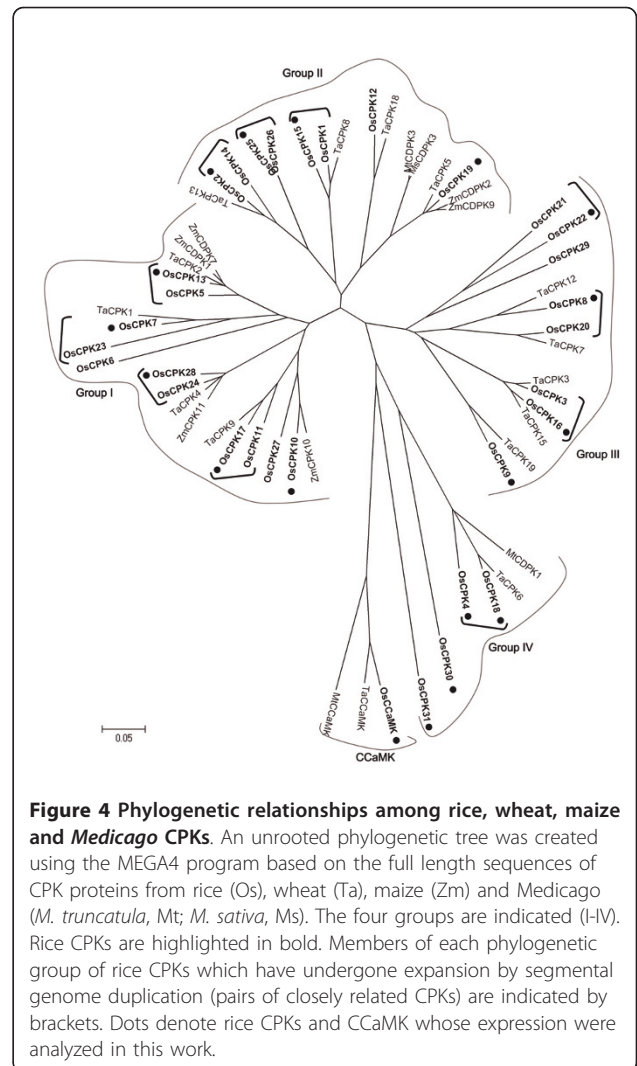 Group II
OsCPK12
TaCPK18
MtCDPK3
MsCDPK3
TaCPK5
OsCPK19
ZmCDPK2
ZmCDPK9
TaCPK8
OsCPK1
OsCPK15
OsCPK26
OsCPK25
OsCPK14
OsCPK2
TaCPK13
ZmCDPK7
ZmCDPK1
TaCPK2
OsCPK13
OsCPK5
TaCPK1
OsCPK7
OsCPK23
OsCPK6
Group I
OsCPK28
OsCPK24
TaCPK4
ZmCPK11
TaCPK9
OsCPK17
OsCPK11
OsCPK27
OsCPK10
ZmCPK10
OsCPK21
OsCPK22
OsCPK29
TaCPK12
OsCPK8
OsCPK20
TaCPK7
TaCPK3
OsCPK3
OsCPK16
TaCPK15
TaCPK19
OsCPK9
Group III
MtCDPK1
TaCPK6
OsCPK18
OsCPK4
Group IV
OsCPK30
OsCPK31
OsCCaMK
TaCCaMK
MtCCaMK
CCaMK
0.05
Figure 4 Phylogenetic relationships among rice, wheat, maize
and Medicago CPKs. An unrooted phylogenetic tree was created
using the MEGA4 program based on the full length sequences of
CPK proteins from rice (Os), wheat (Ta), maize (Zm) and Medicago
(M. truncatula, Mt; M. sativa, Ms). The four groups are indicated (I-IV).
Rice CPKs are highlighted in bold. Members of each phylogenetic
group of rice CPKs which have undergone expansion by segmental
genome duplication (pairs of closely related CPKs) are indicated by
brackets. Dots denote rice CPKs and CCaMK whose expression were
analyzed in this work.